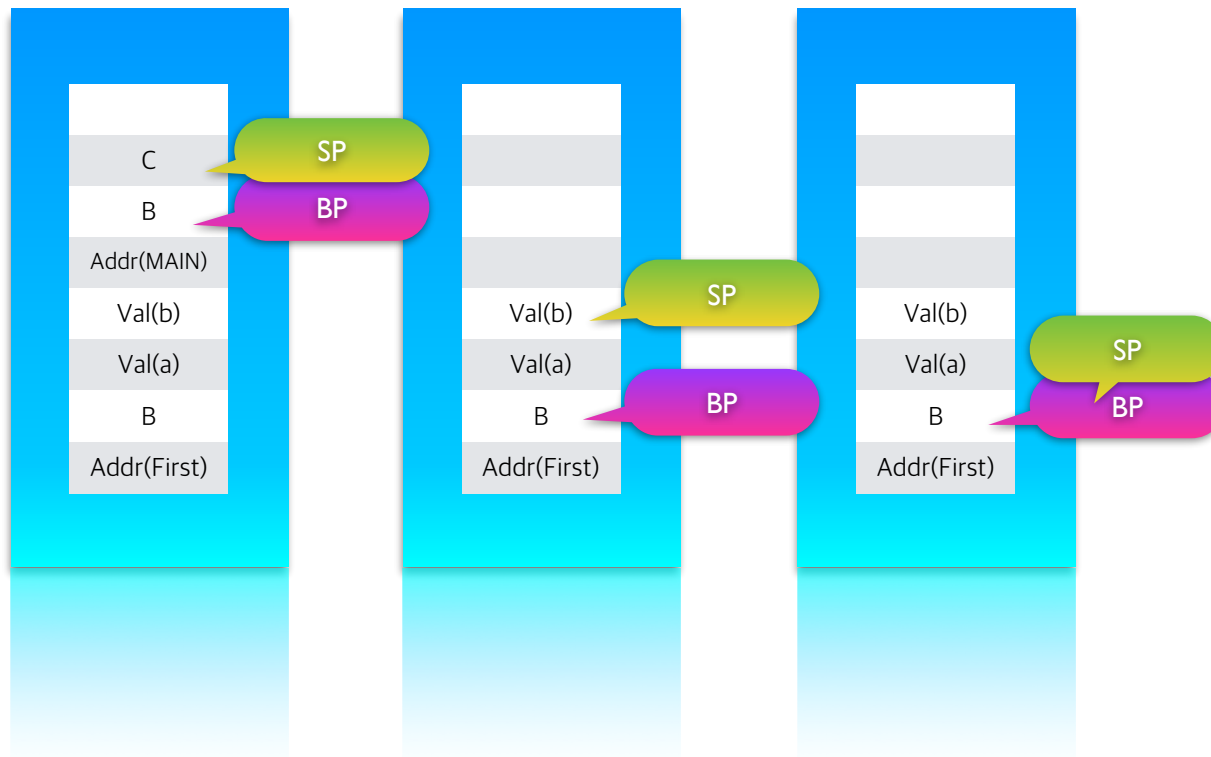 C
B
Addr(MAIN)
Val(b)
Val(a)
B
Addr(First)
SP
BP
Val(b)
Val(a)
B
Addr(First)
SP
BP
Val(b)
Val(a)
B
Addr(First)
SP
BP